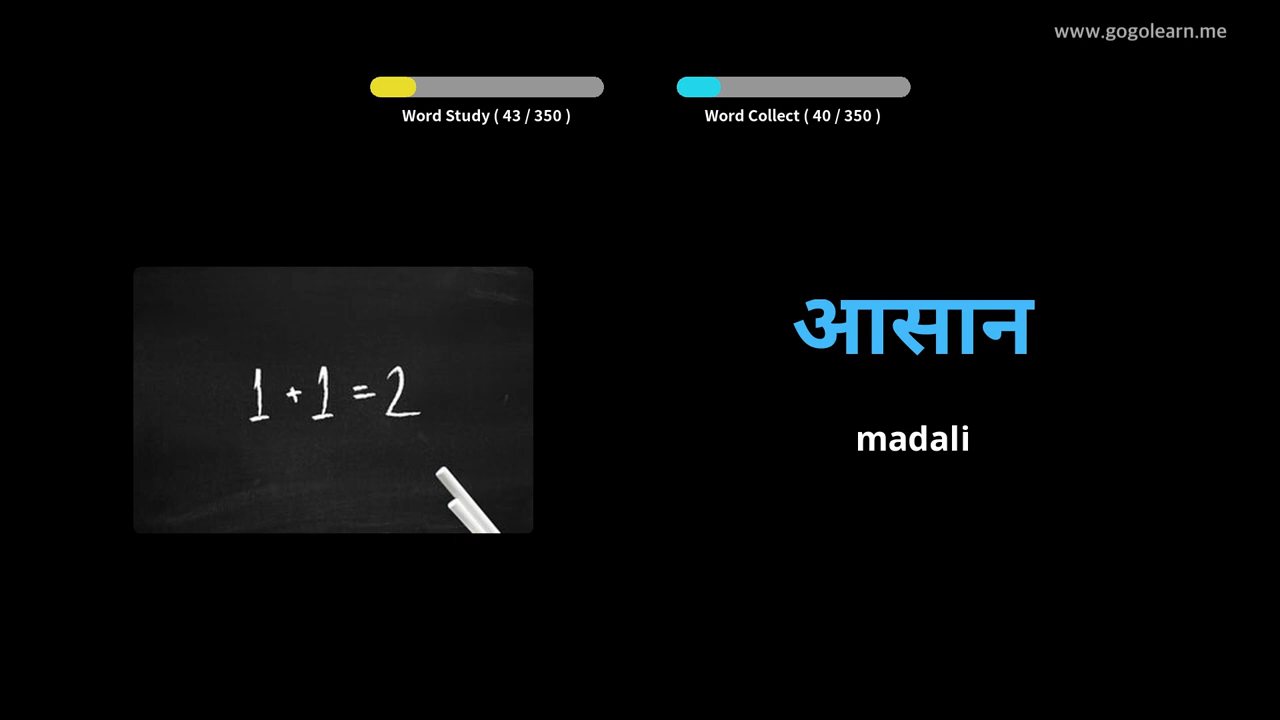 www.gogolearn.me
Word Study ( 43 / 350 )
Word Collect ( 40 / 350 )
1 + 1 = 2
आसान
madali